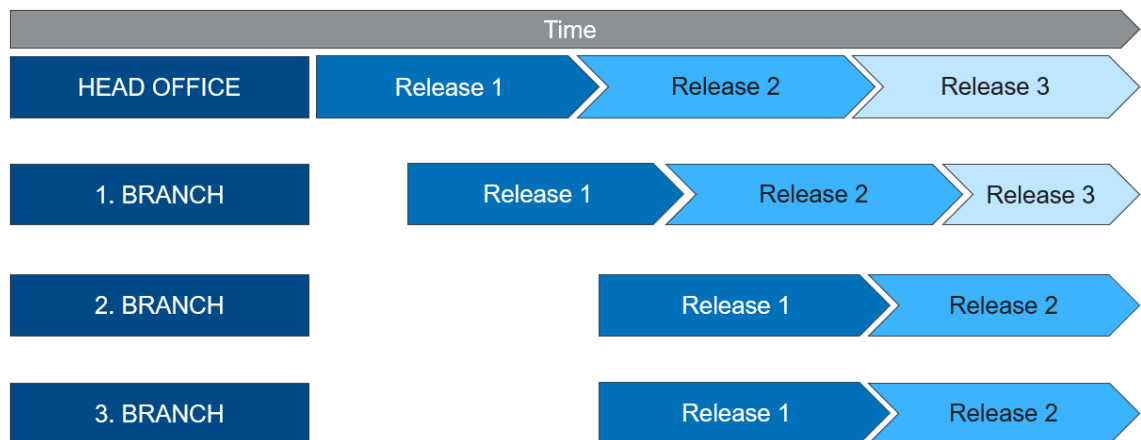 Time
HEAD OFFICE Release 1 Release 2 Release 3
1. BRANCH Release 1 Release 2 Release 3
2. BRANCH Release 1 Release 2
3. BRANCH Release 1 Release 2